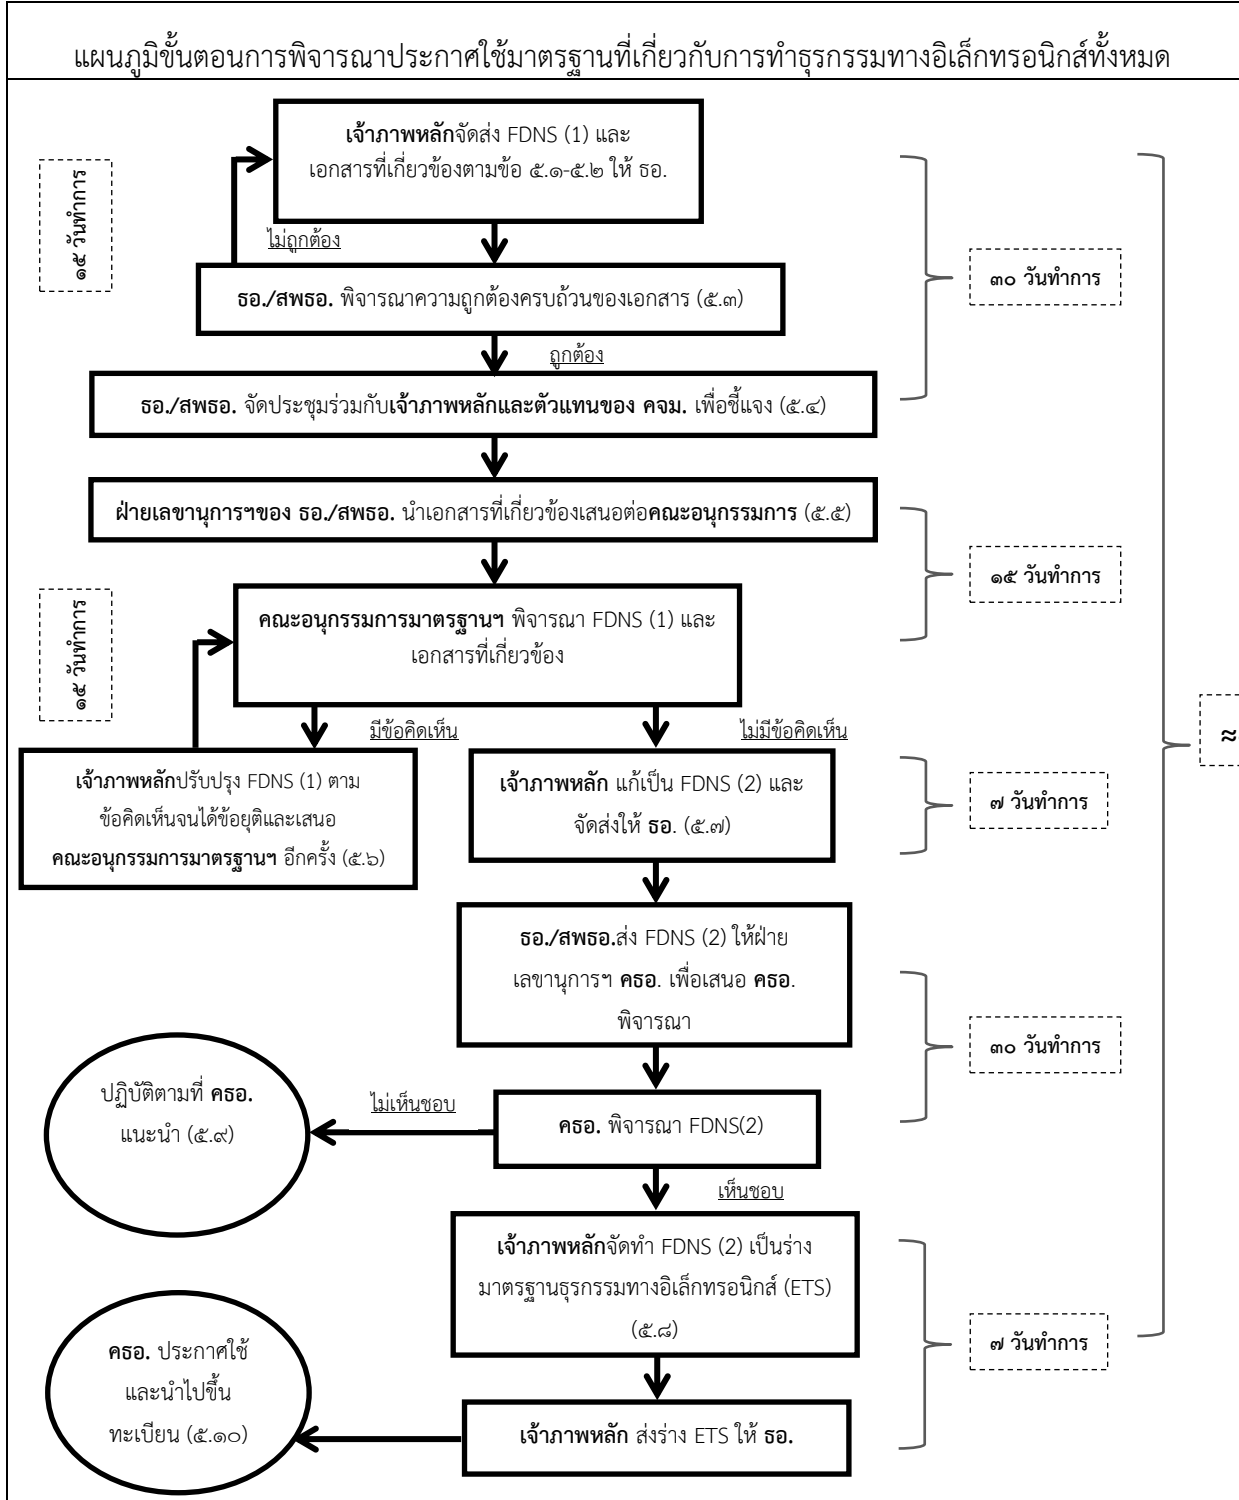 แผนภูมิขั้นตอนการพิจารณาประกาศใช้มาตรฐานที่เกี่ยวกับการทำธุรกรรมทางอิเล็กทรอนิกส์ทั้งหมด
เจ้าภาพหลักจัดส่ง FDNS (1) และ
เอกสารที่เกี่ยวข้องตามข้อ ๕.๑-๕.๒ ให้ ธอ.
๑๕ วันทำการ
ไม่ถูกต้อง
๓๐ วันทำการ
ธอ./สพธอ. พิจารณาความถูกต้องครบถ้วนของเอกสาร (๕.๓)
ถูกต้อง
ธอ./สพธอ. จัดประชุมร่วมกับเจ้าภาพหลักและตัวแทนของ คจม. เพื่อชี้แจง (๕.๔)
ฝ่ายเลขานุการฯของ ธอ./สพธอ. นำเอกสารที่เกี่ยวข้องเสนอต่อคณะอนุกรรมการ (๕.๕)
๑๕ วันทำการ
๑๕ วันทำการ
คณะอนุกรรมการมาตรฐานฯ พิจารณา FDNS (1) และ
เอกสารที่เกี่ยวข้อง
มีข้อคิดเห็น
ไม่มีข้อคิดเห็น
≈
เจ้าภาพหลักปรับปรุง FDNS (1) ตาม
ข้อคิดเห็นจนได้ข้อยุติและเสนอ
คณะอนุกรรมการมาตรฐานฯ อีกครั้ง (๕.๖)
เจ้าภาพหลัก แก้เป็น FDNS (2) และ
จัดส่งให้ ธอ. (๕.๗)
๗ วันทำการ
ธอ./สพธอ.ส่ง FDNS (2) ให้ฝ่าย
เลขานุการฯ คธอ. เพื่อเสนอ คธอ.
พิจารณา
๓๐ วันทำการ
ปฏิบัติตามที่ คธอ.
แนะนำ (๕.๙)
ไม่เห็นชอบ
คธอ. พิจารณา FDNS(2)
เห็นชอบ
เจ้าภาพหลักจัดทำ FDNS (2) เป็นร่าง
มาตรฐานธุรกรรมทางอิเล็กทรอนิกส์ (ETS)
(๕.๘)
๗ วันทำการ
คธอ. ประกาศใช้
และนำไปขึ้น
ทะเบียน (๕.๑๐)
เจ้าภาพหลัก ส่งร่าง ETS ให้ ธอ.